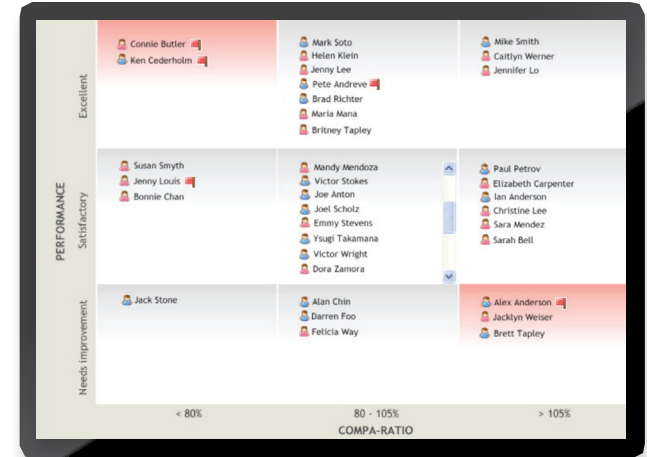 PERFORMANCE
Excellent
Connie Butler
Ken Cederholm
Mark Soto
Helen Klein
Jenny Lee
Pete Andreve
Brad Richter
Maria Mana
Britney Tapley
Mike Smith
Caitlyn Werner
Jennifer Lo
Satisfactory
Susan Smyth
Jenny Louis
Bonnie Chan
Mandy Mendoza
Victor Stokes
Joe Anton
Joel Scholz
Emmy Stevens
Ysugi Takamana
Victor Wright
Dora Zamora
Paul Petrov
Elizabeth Carpenter
Ian Anderson
Christine Lee
Sara Mendez
Sarah Bell
Needs improvement
Jack Stone
Alan Chin
Darren Foo
Felicia Way
Alex Anderson
Jacklyn Weiser
Brett Tapley
< 80%
80 - 105%
> 105%
COMPA-RATIO